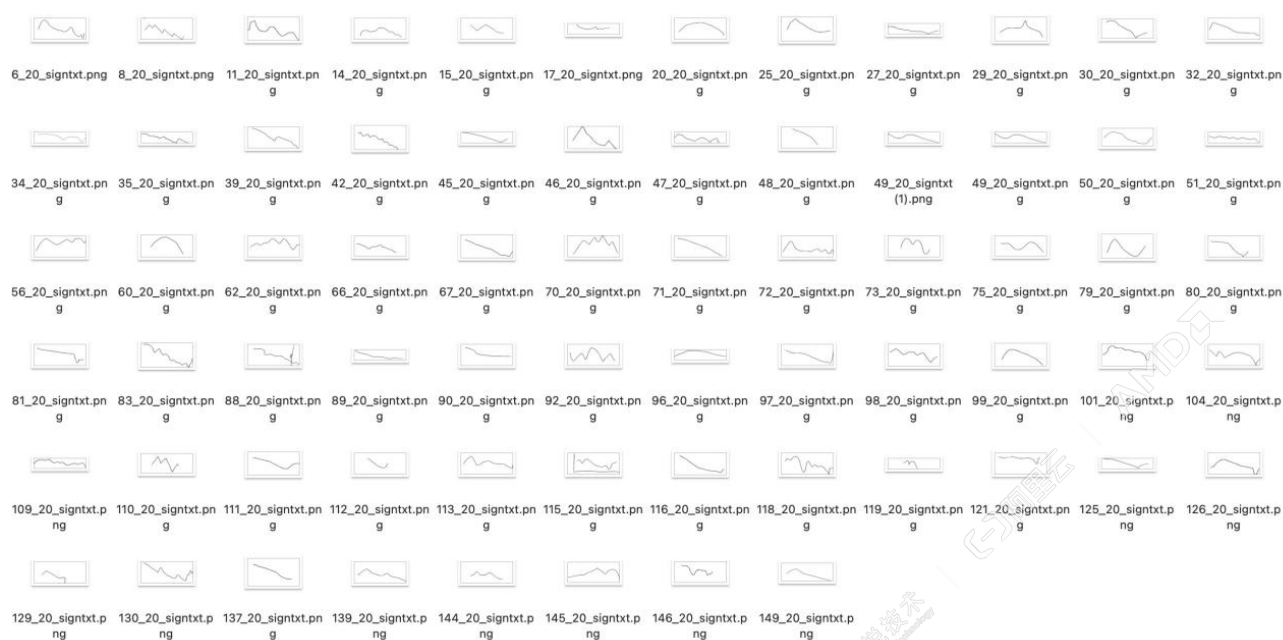 6_20_signtxt.png 8_20_signtxt.png 11_20_signtxt.pn 14_20_signtxt.pn 15_20_signtxt.pn 17_20_signtxt.png 20_20_signtxt.pn 25_20_signtxt.pn 27_20_signtxt.pn 29_20_signtxt.pn 30_20_signtxt.pn 32_20_signtxt.pn
g g g g g g g g g
34_20_signtxt.pn 35_20_signtxt.pn 39_20_signtxt.pn 42_20_signtxt.pn 45_20_signtxt.pn 46_20_signtxt.pn 47_20_signtxt.pn 48_20_signtxt.pn 49_20_signtxt 49_20_signtxt.pn 50_20_signtxt.pn 51_20_signtxt.pn
g g g g g g g g (1).png g g g
56_20_signtxt.pn 60_20_signtxt.pn 62_20_signtxt.pn 66_20_signtxt.pn 67_20_signtxt.pn 70_20_signtxt.pn 71_20_signtxt.pn 72_20_signtxt.pn 73_20_signtxt.pn 75_20_signtxt.pn 79_20_signtxt.pn 80_20_signtxt.pn
g g g g g g g g g g g g
81_20_signtxt.pn 83_20_signtxt.pn 88_20_signtxt.pn 89_20_signtxt.pn 90_20_signtxt.pn 92_20_signtxt.pn 96_20_signtxt.pn 97_20_signtxt.pn 98_20_signtxt.pn 99_20_signtxt.pn 101_20_signtxt.p 104_20_signtxt.p
g g g g g g g g g g ng ng
109_20_signtxt.p 110_20_signtxt.pn 111_20_signtxt.pn 112_20_signtxt.pn 113_20_signtxt.pn 115_20_signtxt.pn 116_20_signtxt.pn 118_20_signtxt.pn 119_20_signtxt.pn 121_20_signtxt.pn 125_20_signtxt.p 126_20_signtxt.p
ng g g g g g g g g g ng ng
129_20_signtxt.p 130_20_signtxt.p 137_20_signtxt.pn 139_20_signtxt.p 144_20_signtxt.p 145_20_signtxt.p 146_20_signtxt.p 149_20_signtxt.p
ng ng g ng ng ng ng ng
AMD
阿里云